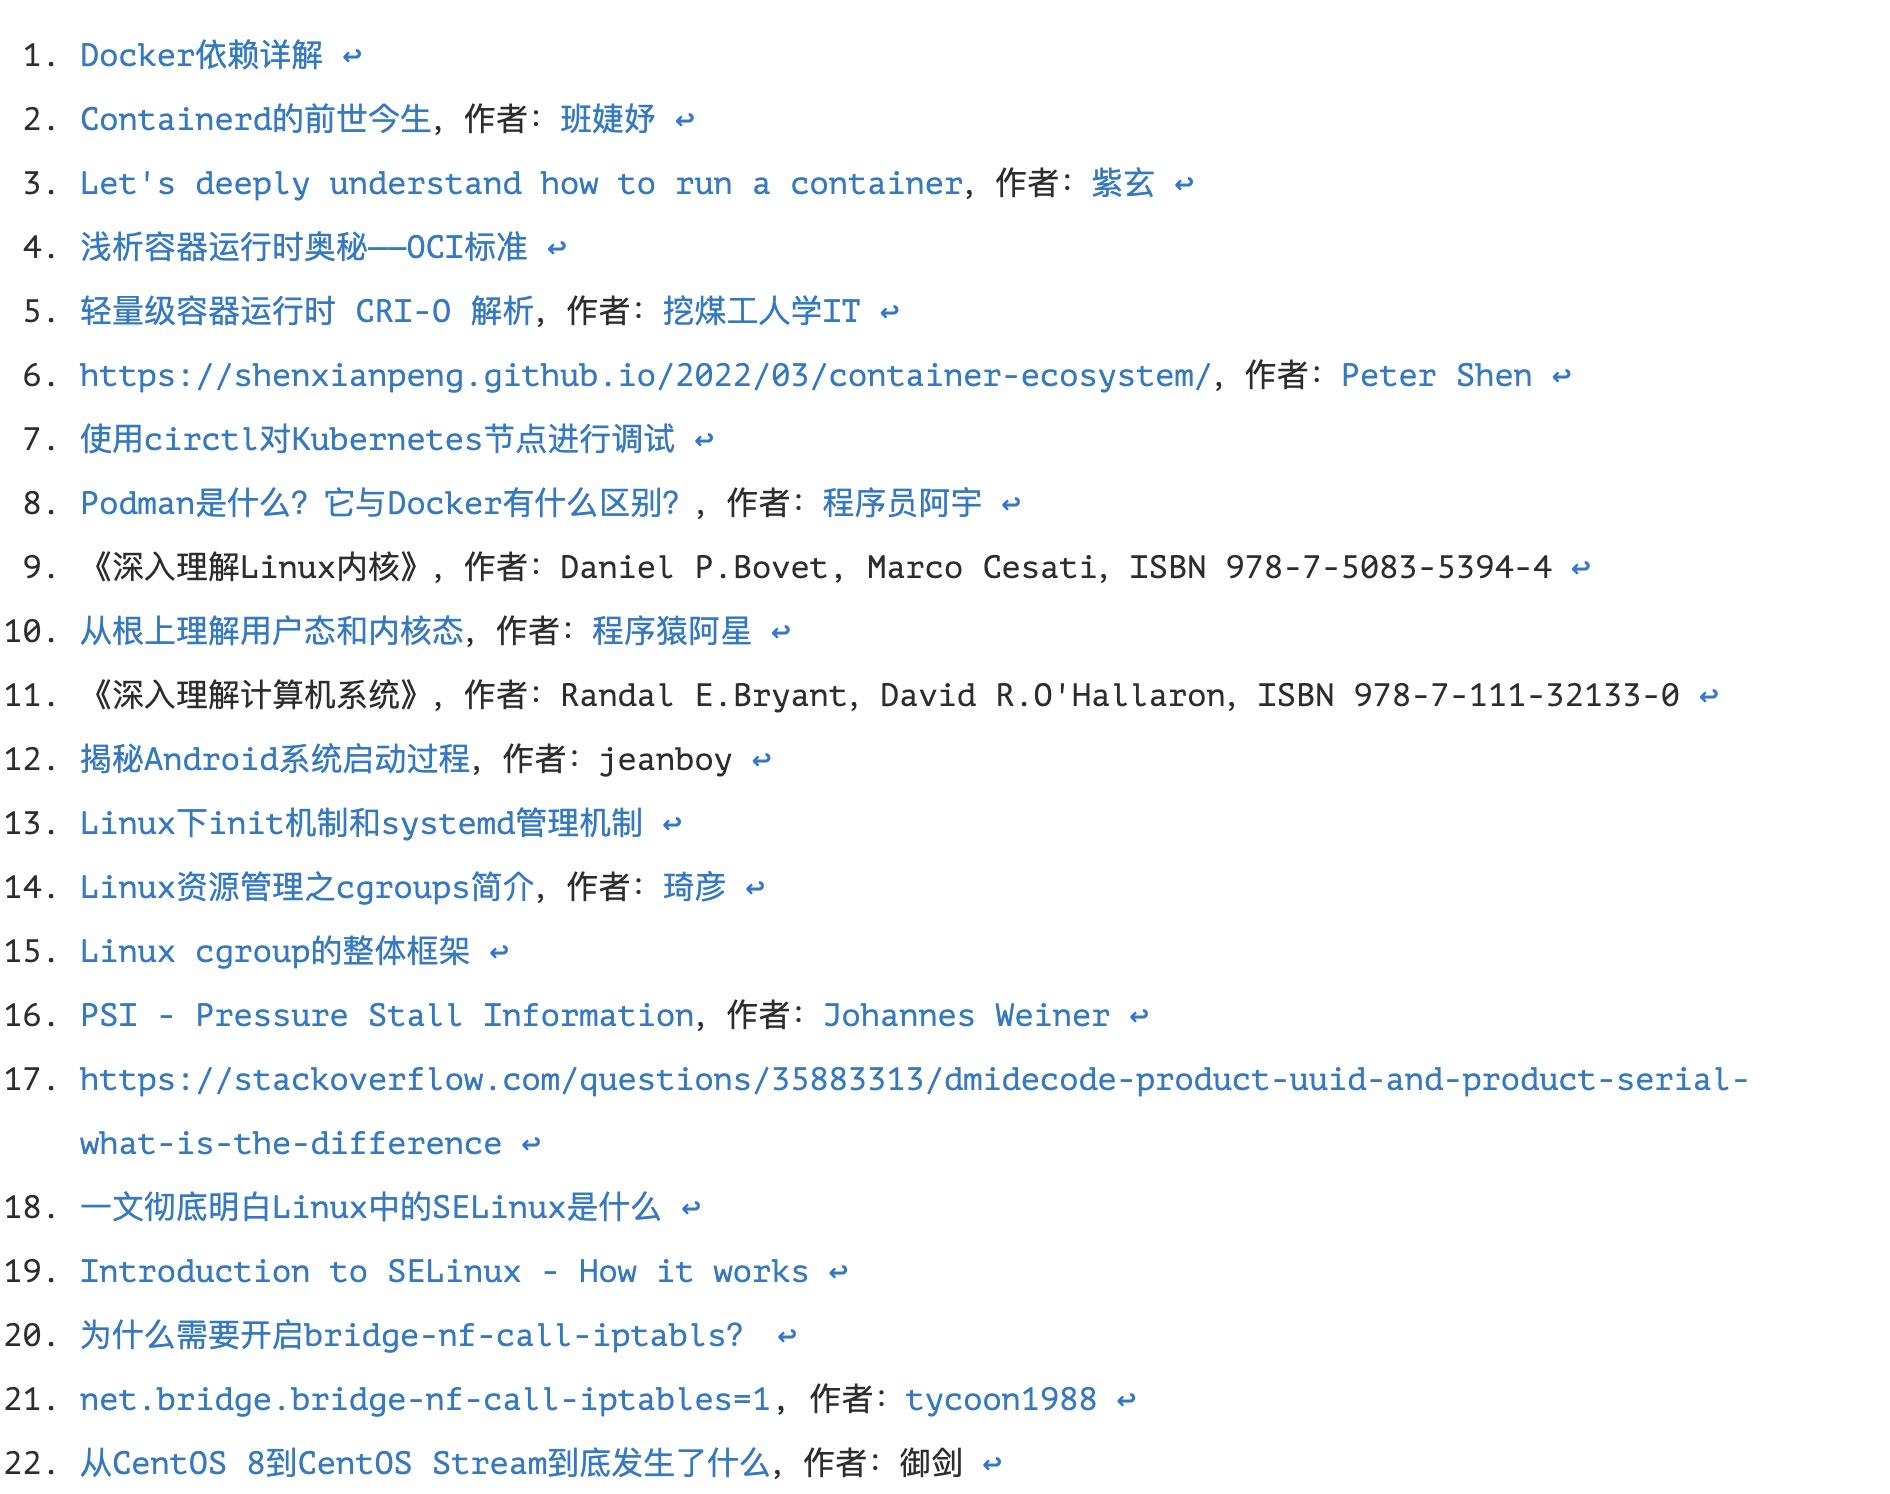 1. Docker依赖详解 ↩
2. Containerd的前世今生，作者：班婕妤 ↩
3. Let's deeply understand how to run a container，作者：紫玄 ↩
4. 浅析容器运行时奥秘——OCI标准 ↩
5. 轻量级容器运行时 CRI-O 解析，作者：挖煤工人学IT ↩
6. https://shenxianpeng.github.io/2022/03/container-ecosystem/，作者：Peter Shen ↩
7. 使用circtl对Kubernetes节点进行调试 ↩
8. Podman是什么？它与Docker有什么区别？，作者：程序员阿宇 ↩
9. 《深入理解Linux内核》，作者：Daniel P.Bovet, Marco Cesati，ISBN 978-7-5083-5394-4 ↩
10. 从根上理解用户态和内核态，作者：程序猿阿星 ↩
11. 《深入理解计算机系统》，作者：Randal E.Bryant，David R.O'Hallaron，ISBN 978-7-111-32133-0 ↩
12. 揭秘Android系统启动过程，作者：jeanboy ↩
13. Linux下init机制和systemd管理机制 ↩
14. Linux资源管理之cgroups简介，作者：琦彦 ↩
15. Linux cgroup的整体框架 ↩
16. PSI - Pressure Stall Information，作者：Johannes Weiner ↩
17. https://stackoverflow.com/questions/35883313/dmidecode-product-uuid-and-product-serial-
what-is-the-difference ↩
18. 一文彻底明白Linux中的SELinux是什么 ↩
19. Introduction to SELinux - How it works ↩
20. 为什么需要开启bridge-nf-call-iptabls？ ↩
21. net.bridge.bridge-nf-call-iptables=1，作者：tycoon1988 ↩
22. 从CentOS 8到CentOS Stream到底发生了什么，作者：御剑 ↩